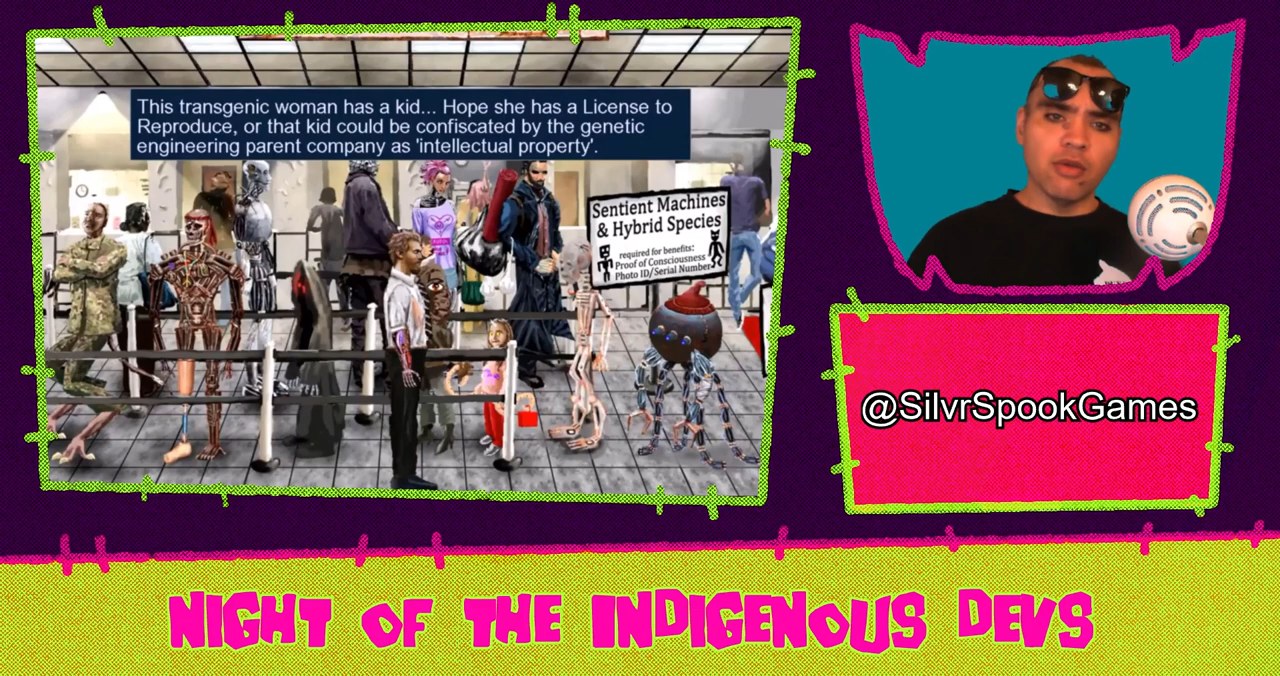 This transgenic woman has a kid... Hope she has a License to
Reproduce, or that kid could be confiscated by the genetic
engineering parent company as 'intellectual property'.
Sentient Machines
& Hybrid Species
required for benefits:
Proof of Consciousness
Photo ID/Serial Number
@SilvrSpookGames
NIGHT OF THE INDIGENOUS DEVS